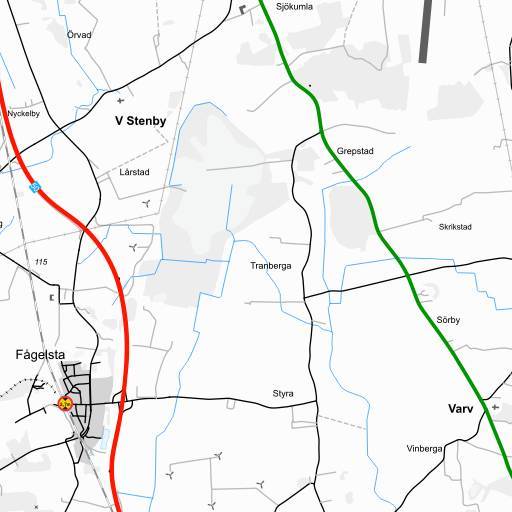 Sjökumla
Örvad
Nyckelby
V Stenby
Grepstad
Lårstad
Skrikstad
115
Tranberga
Sörby
Fågelsta
Styra
Varv
Vinberga